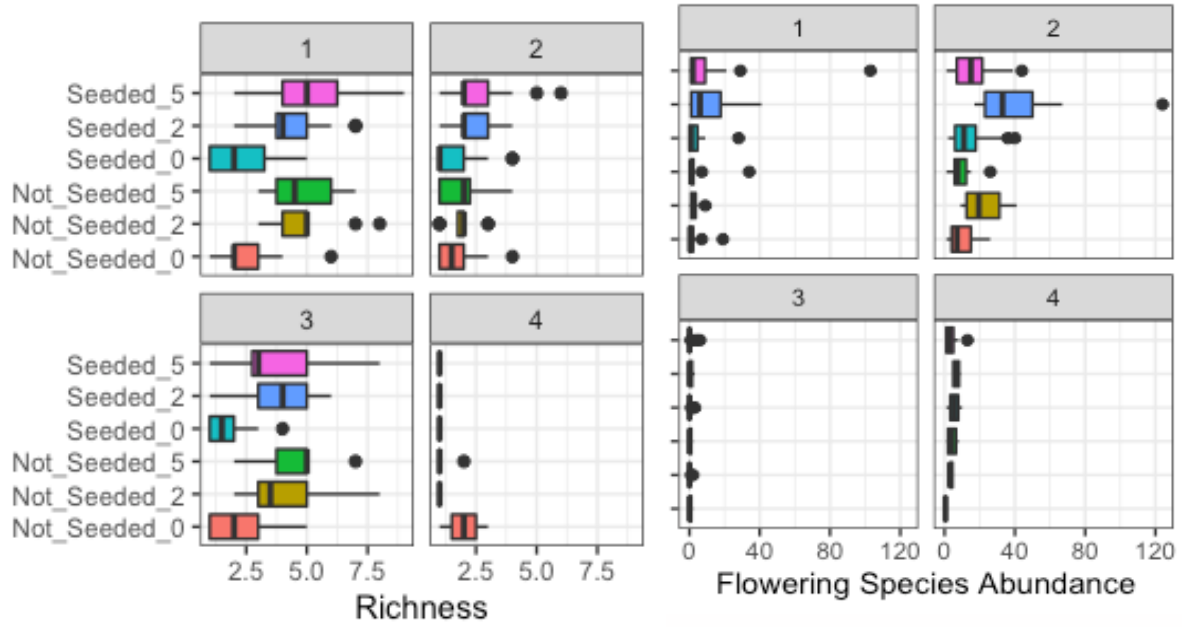 1 2
Seeded_5
Seeded_2
Seeded_0
Not_Seeded_5
Not_Seeded_2
Not_Seeded_0
3 4
Seeded_5
Seeded_2
Seeded_0
Not_Seeded_5
Not_Seeded_2
Not_Seeded_0
2.5 5.0 7.5 2.5 5.0 7.5
Richness
1 2
3 4
0 40 80 120 0 40 80 120
Flowering Species Abundance